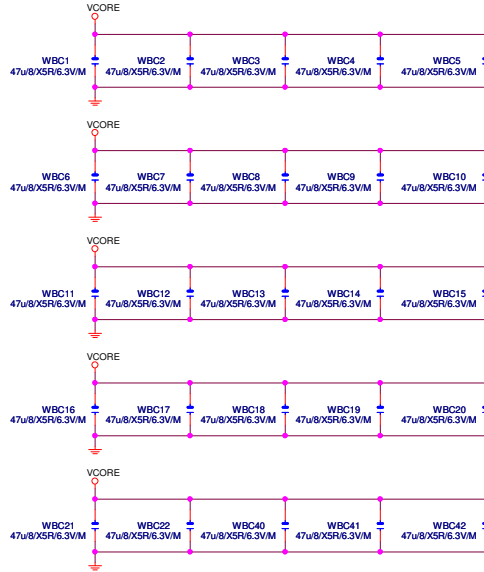 VCORE
WBC1 WBC2 WBC3 WBC4 WBC5
47u/8/X5R/6.3V/M 47u/8/X5R/6.3V/M 47u/8/X5R/6.3V/M 47u/8/X5R/6.3V/M 47u/8/X5R/6.3V/M
VCORE
WBC6 WBC7 WBC8 WBC9 WBC10
47u/8/X5R/6.3V/M 47u/8/X5R/6.3V/M 47u/8/X5R/6.3V/M 47u/8/X5R/6.3V/M 47u/8/X5R/6.3V/M
VCORE
WBC11 WBC12 WBC13 WBC14 WBC15
47u/8/X5R/6.3V/M 47u/8/X5R/6.3V/M 47u/8/X5R/6.3V/M 47u/8/X5R/6.3V/M 47u/8/X5R/6.3V/M
VCORE
WBC16 WBC17 WBC18 WBC19 WBC20
47u/8/X5R/6.3V/M 47u/8/X5R/6.3V/M 47u/8/X5R/6.3V/M 47u/8/X5R/6.3V/M 47u/8/X5R/6.3V/M
VCORE
WBC21 WBC22 WBC40 WBC41 WBC42
47u/8/X5R/6.3V/M 47u/8/X5R/6.3V/M 47u/8/X5R/6.3V/M 47u/8/X5R/6.3V/M 47u/8/X5R/6.3V/M